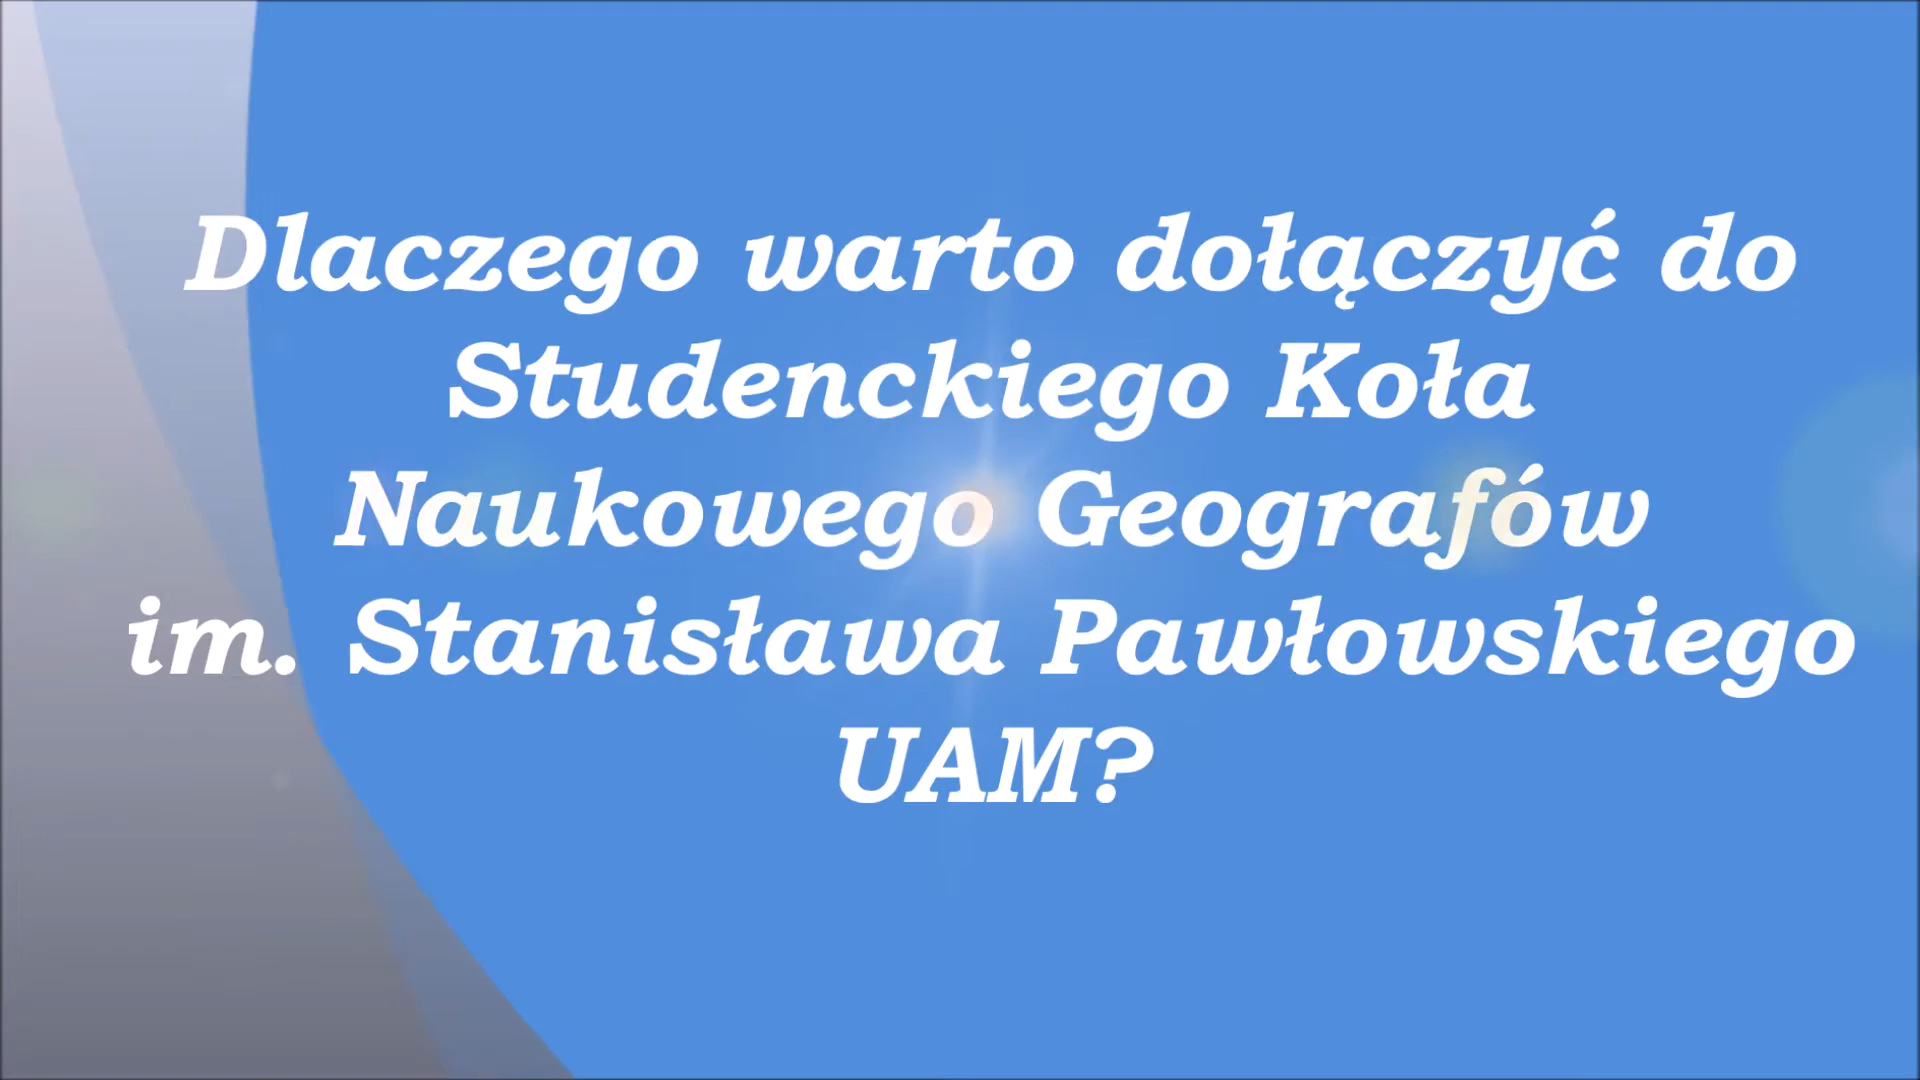 Dlaczego warto dołączyć do
Studenckiego Koła
Naukowego Geografów
im. Stanisława Pawłowskiego
UAM?